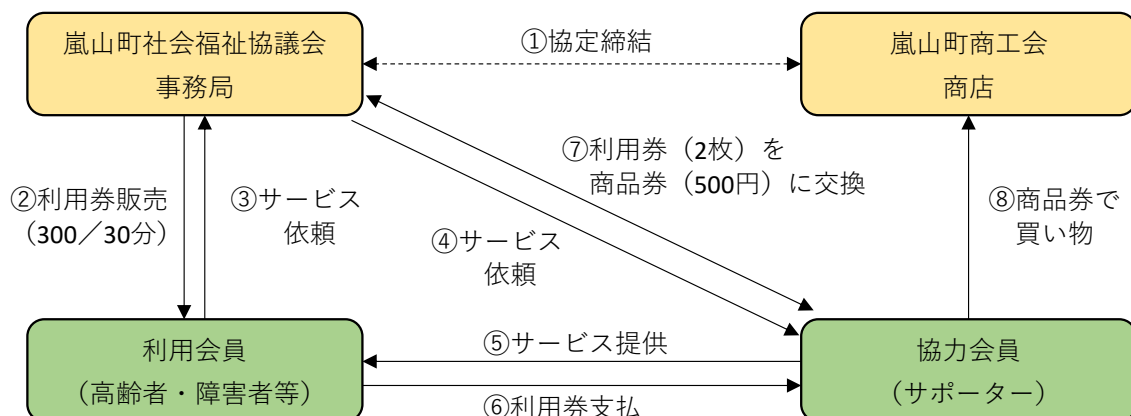 嵐山町社会福祉協議会
事務局
①協定締結
嵐山町商工会
商店
⑦利用券（2枚）を
商品券（500円）に交換
②利用券販売
（300／30分）
③サービス
依頼
④サービス
依頼
⑧商品券で
買い物
利用会員
（高齢者・障害者等）
⑤サービス提供
⑥利用券支払
協力会員
（サポーター）